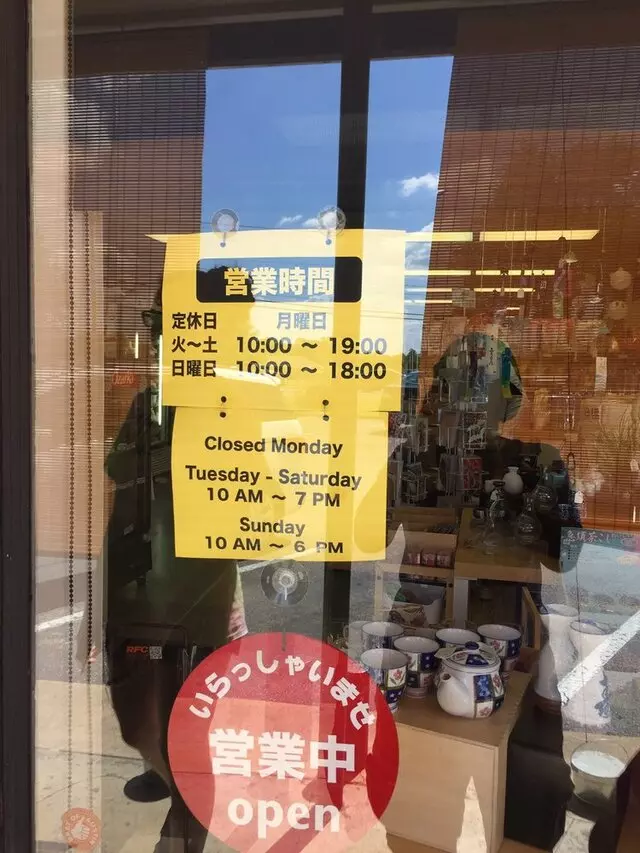 営業時間
定休日 月曜日
火～土 10:00 ～ 19:00
日曜日 10:00 ～ 18:00
Closed Monday
Tuesday - Saturday
10 AM ～ 7 PM
Sunday
10 AM ～ 6 PM
RFC
いらっしゃいませ
営業中
open